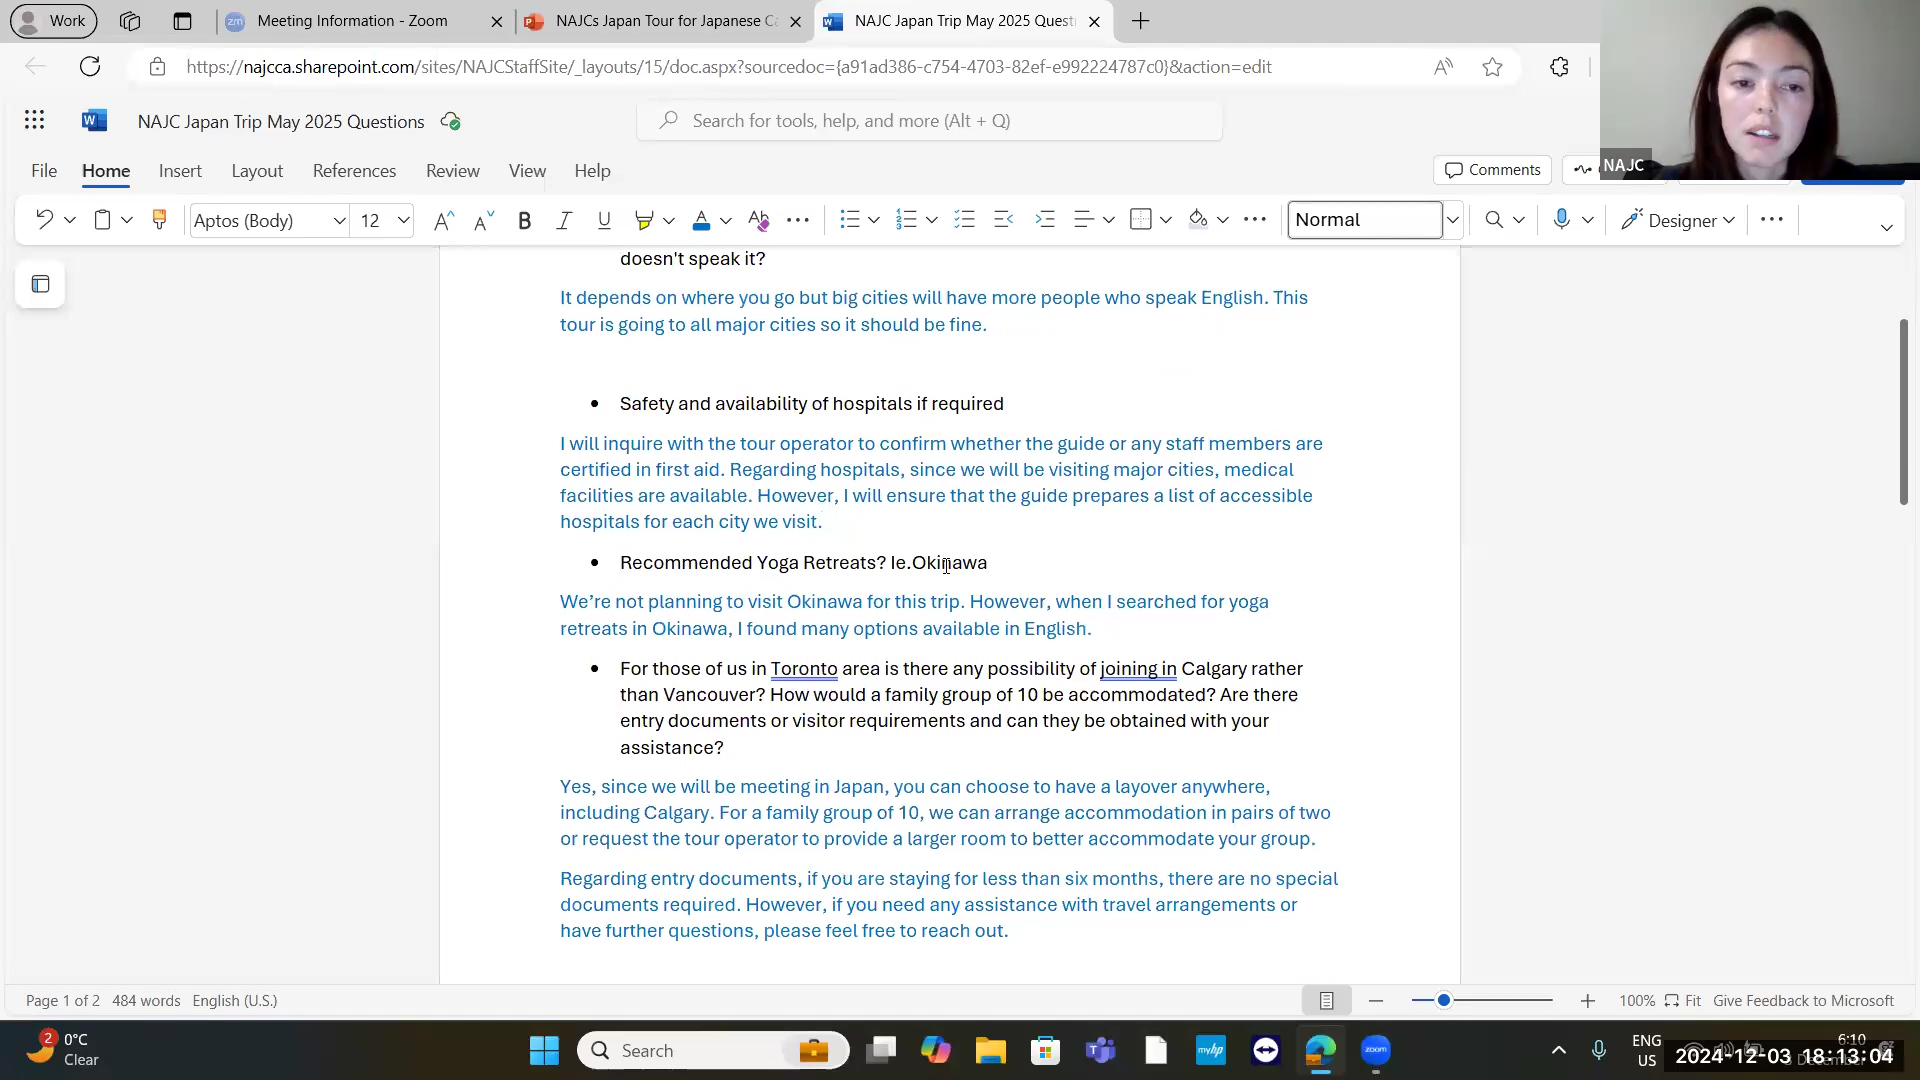 Work
Meeting Information - Zoom
NAJCs Japan Tour for Japanese Ca
NAJC Japan Trip May 2025 Questi
https://najcca.sharepoint.com/sites/NAJCStaffSite/_layouts/15/doc.aspx?sourcedoc={a91ad386-c754-4703-82ef-e992224787c0}&action=edit
NAJC Japan Trip May 2025 Questions
Search for tools, help, and more (Alt + Q)
NAJC
File Home Insert Layout References Review View Help
Comments
Aptos (Body) 12
Normal
Designer
doesn't speak it?
It depends on where you go but big cities will have more people who speak English. This
tour is going to all major cities so it should be fine.
• Safety and availability of hospitals if required
I will inquire with the tour operator to confirm whether the guide or any staff members are
certified in first aid. Regarding hospitals, since we will be visiting major cities, medical
facilities are available. However, I will ensure that the guide prepares a list of accessible
hospitals for each city we visit.
• Recommended Yoga Retreats? Ie.Okinawa
We’re not planning to visit Okinawa for this trip. However, when I searched for yoga
retreats in Okinawa, I found many options available in English.
• For those of us in Toronto area is there any possibility of joining in Calgary rather
than Vancouver? How would a family group of 10 be accommodated? Are there
entry documents or visitor requirements and can they be obtained with your
assistance?
Yes, since we will be meeting in Japan, you can choose to have a layover anywhere,
including Calgary. For a family group of 10, we can arrange accommodation in pairs of two
or request the tour operator to provide a larger room to better accommodate your group.
Regarding entry documents, if you are staying for less than six months, there are no special
documents required. However, if you need any assistance with travel arrangements or
have further questions, please feel free to reach out.
Page 1 of 2 484 words English (U.S.)
100% Fit Give Feedback to Microsoft
2
0°C
Clear
Search
myhp
zoom
ENG
US
6:10
2024-12-03 18:13:04